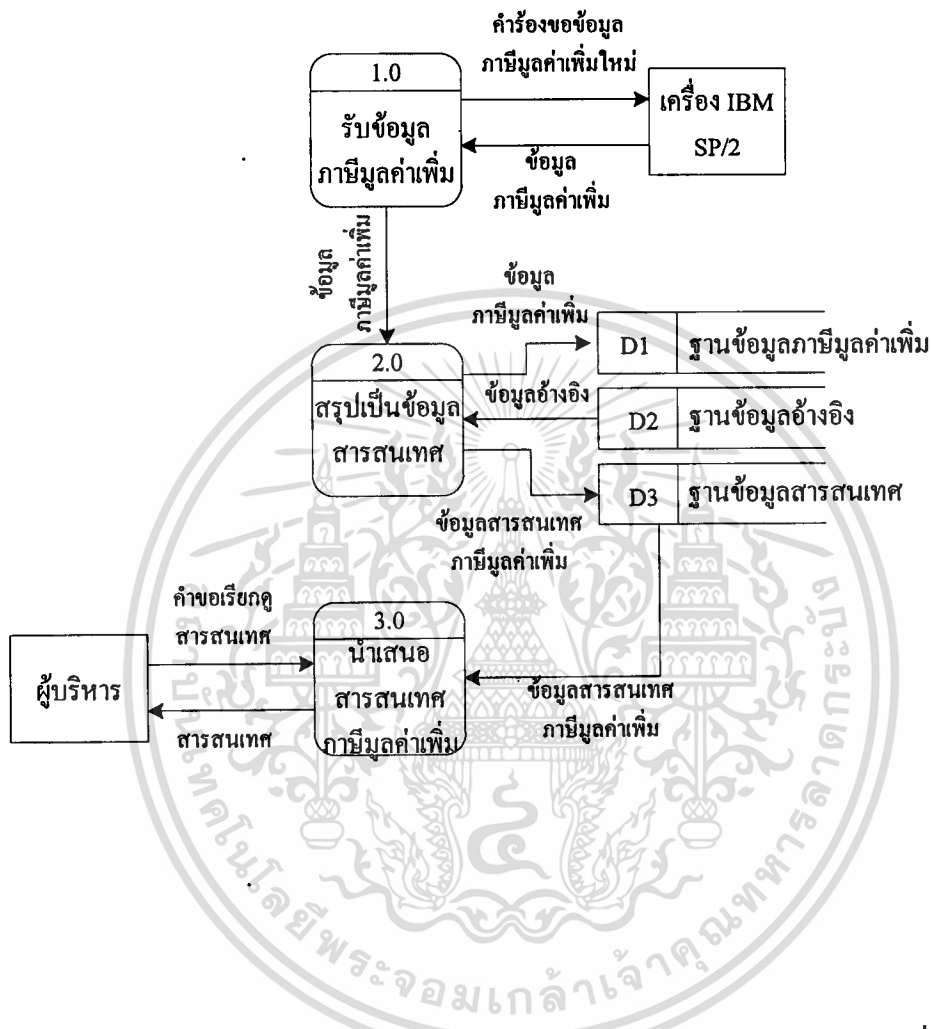 คำร้องขอข้อมูล
ภาษีมูลค่าเพิ่มใหม่
1.0
รับข้อมูล
ภาษีมูลค่าเพิ่ม
เครื่อง IBM
SP/2
ข้อมูล
ภาษีมูลค่าเพิ่ม
ข้อมูล
ภาษีมูลค่าเพิ่ม
ข้อมูล
ภาษีมูลค่าเพิ่ม
2.0
สรุปเป็นข้อมูล
สารสนเทศ
D1 ฐานข้อมูลภาษีมูลค่าเพิ่ม
ข้อมูลอ้างอิง
D2 ฐานข้อมูลอ้างอิง
D3 ฐานข้อมูลสารสนเทศ
ข้อมูลสารสนเทศ
ภาษีมูลค่าเพิ่ม
คำขอเรียกดู
สารสนเทศ
ผู้บริหาร
สารสนเทศ
3.0
นำเสนอ
สารสนเทศ
ภาษีมูลค่าเพิ่ม
ข้อมูลสารสนเทศ
ภาษีมูลค่าเพิ่ม